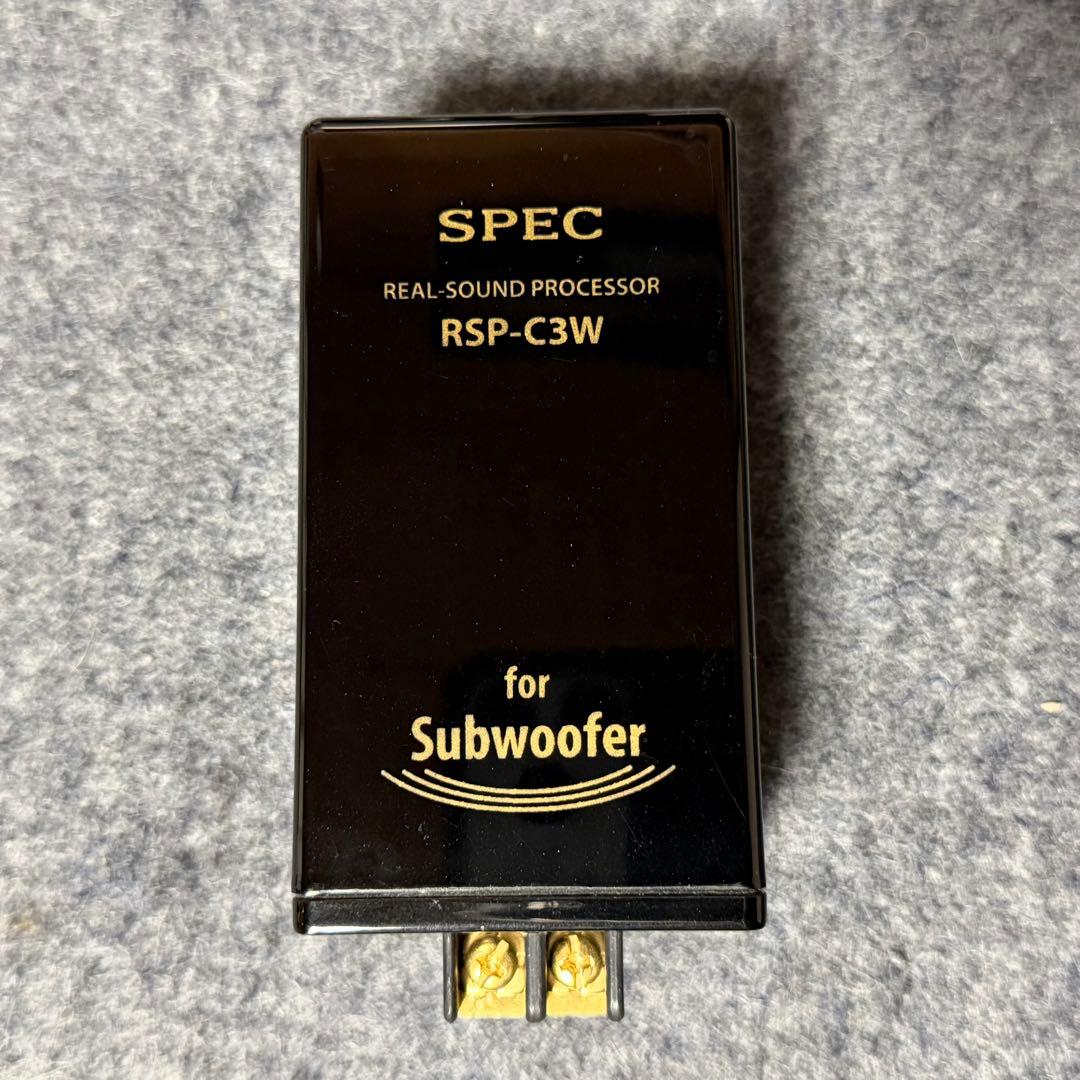 SPEC
REAL-SOUND PROCESSOR
RSP-C3W
for
Subwoofer